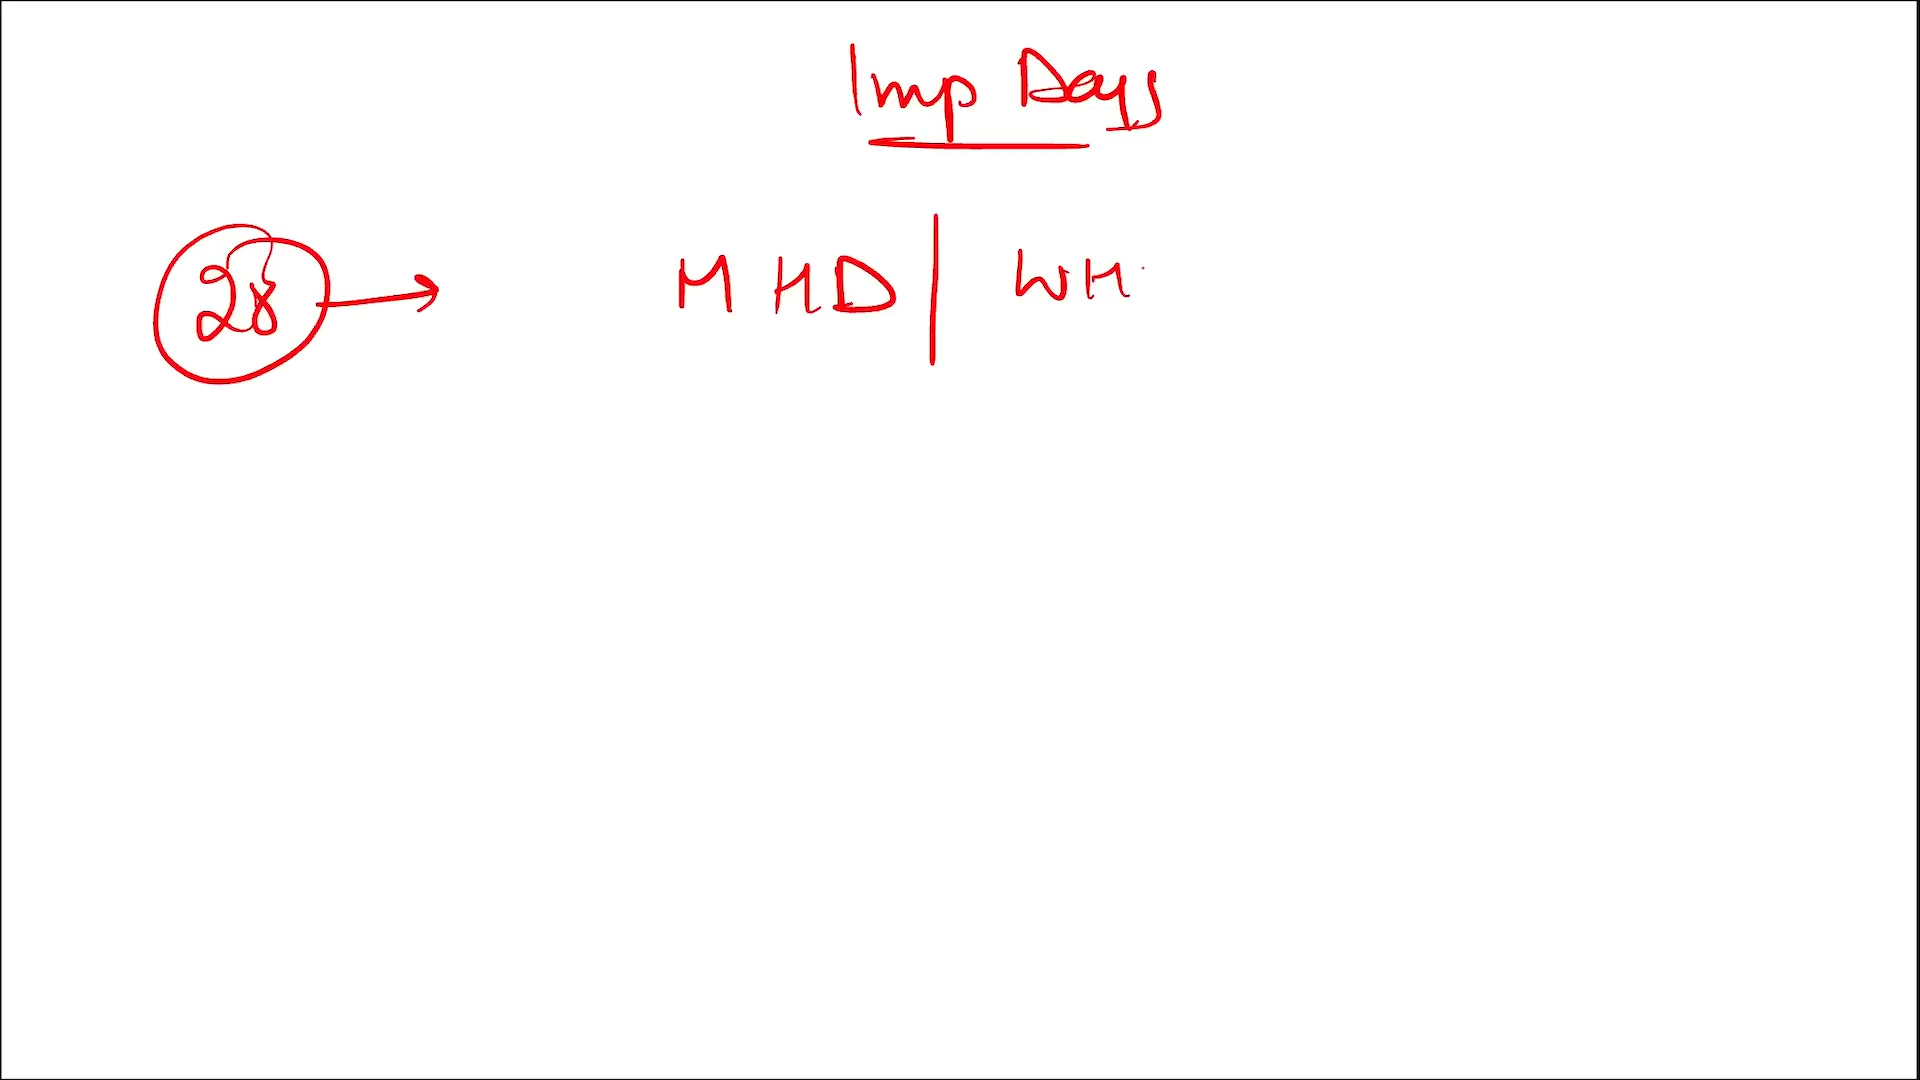 Imp Days
28 → MHD | WH